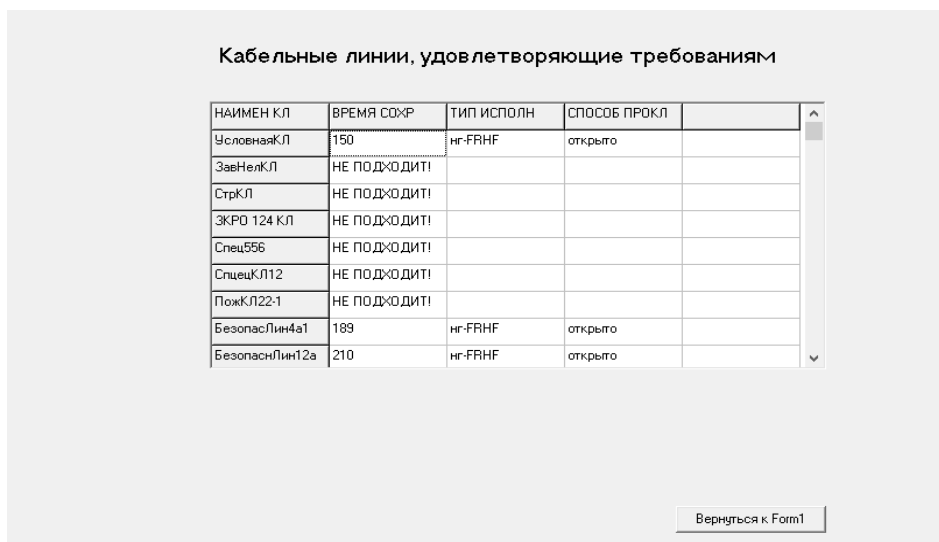 Кабельные линии, удовлетворяющие требованиям
НАИМЕН КЛ ВРЕМЯ СОХР ТИП ИСПОЛН СПОСОБ ПРОКЛ
УсловнаяКЛ 150 нг-FRHF открыто
ЗавНелКЛ НЕ ПОДХОДИТ!
СтрКЛ НЕ ПОДХОДИТ!
ЗКРО 124 КЛ НЕ ПОДХОДИТ!
Спец556 НЕ ПОДХОДИТ!
СпцецКЛ12 НЕ ПОДХОДИТ!
ПожКЛ22-1 НЕ ПОДХОДИТ!
БезопасЛин4а1 189 нг-FRHF открыто
БезопаснЛин12а 210 нг-FRHF открыто
Вернуться к Form1